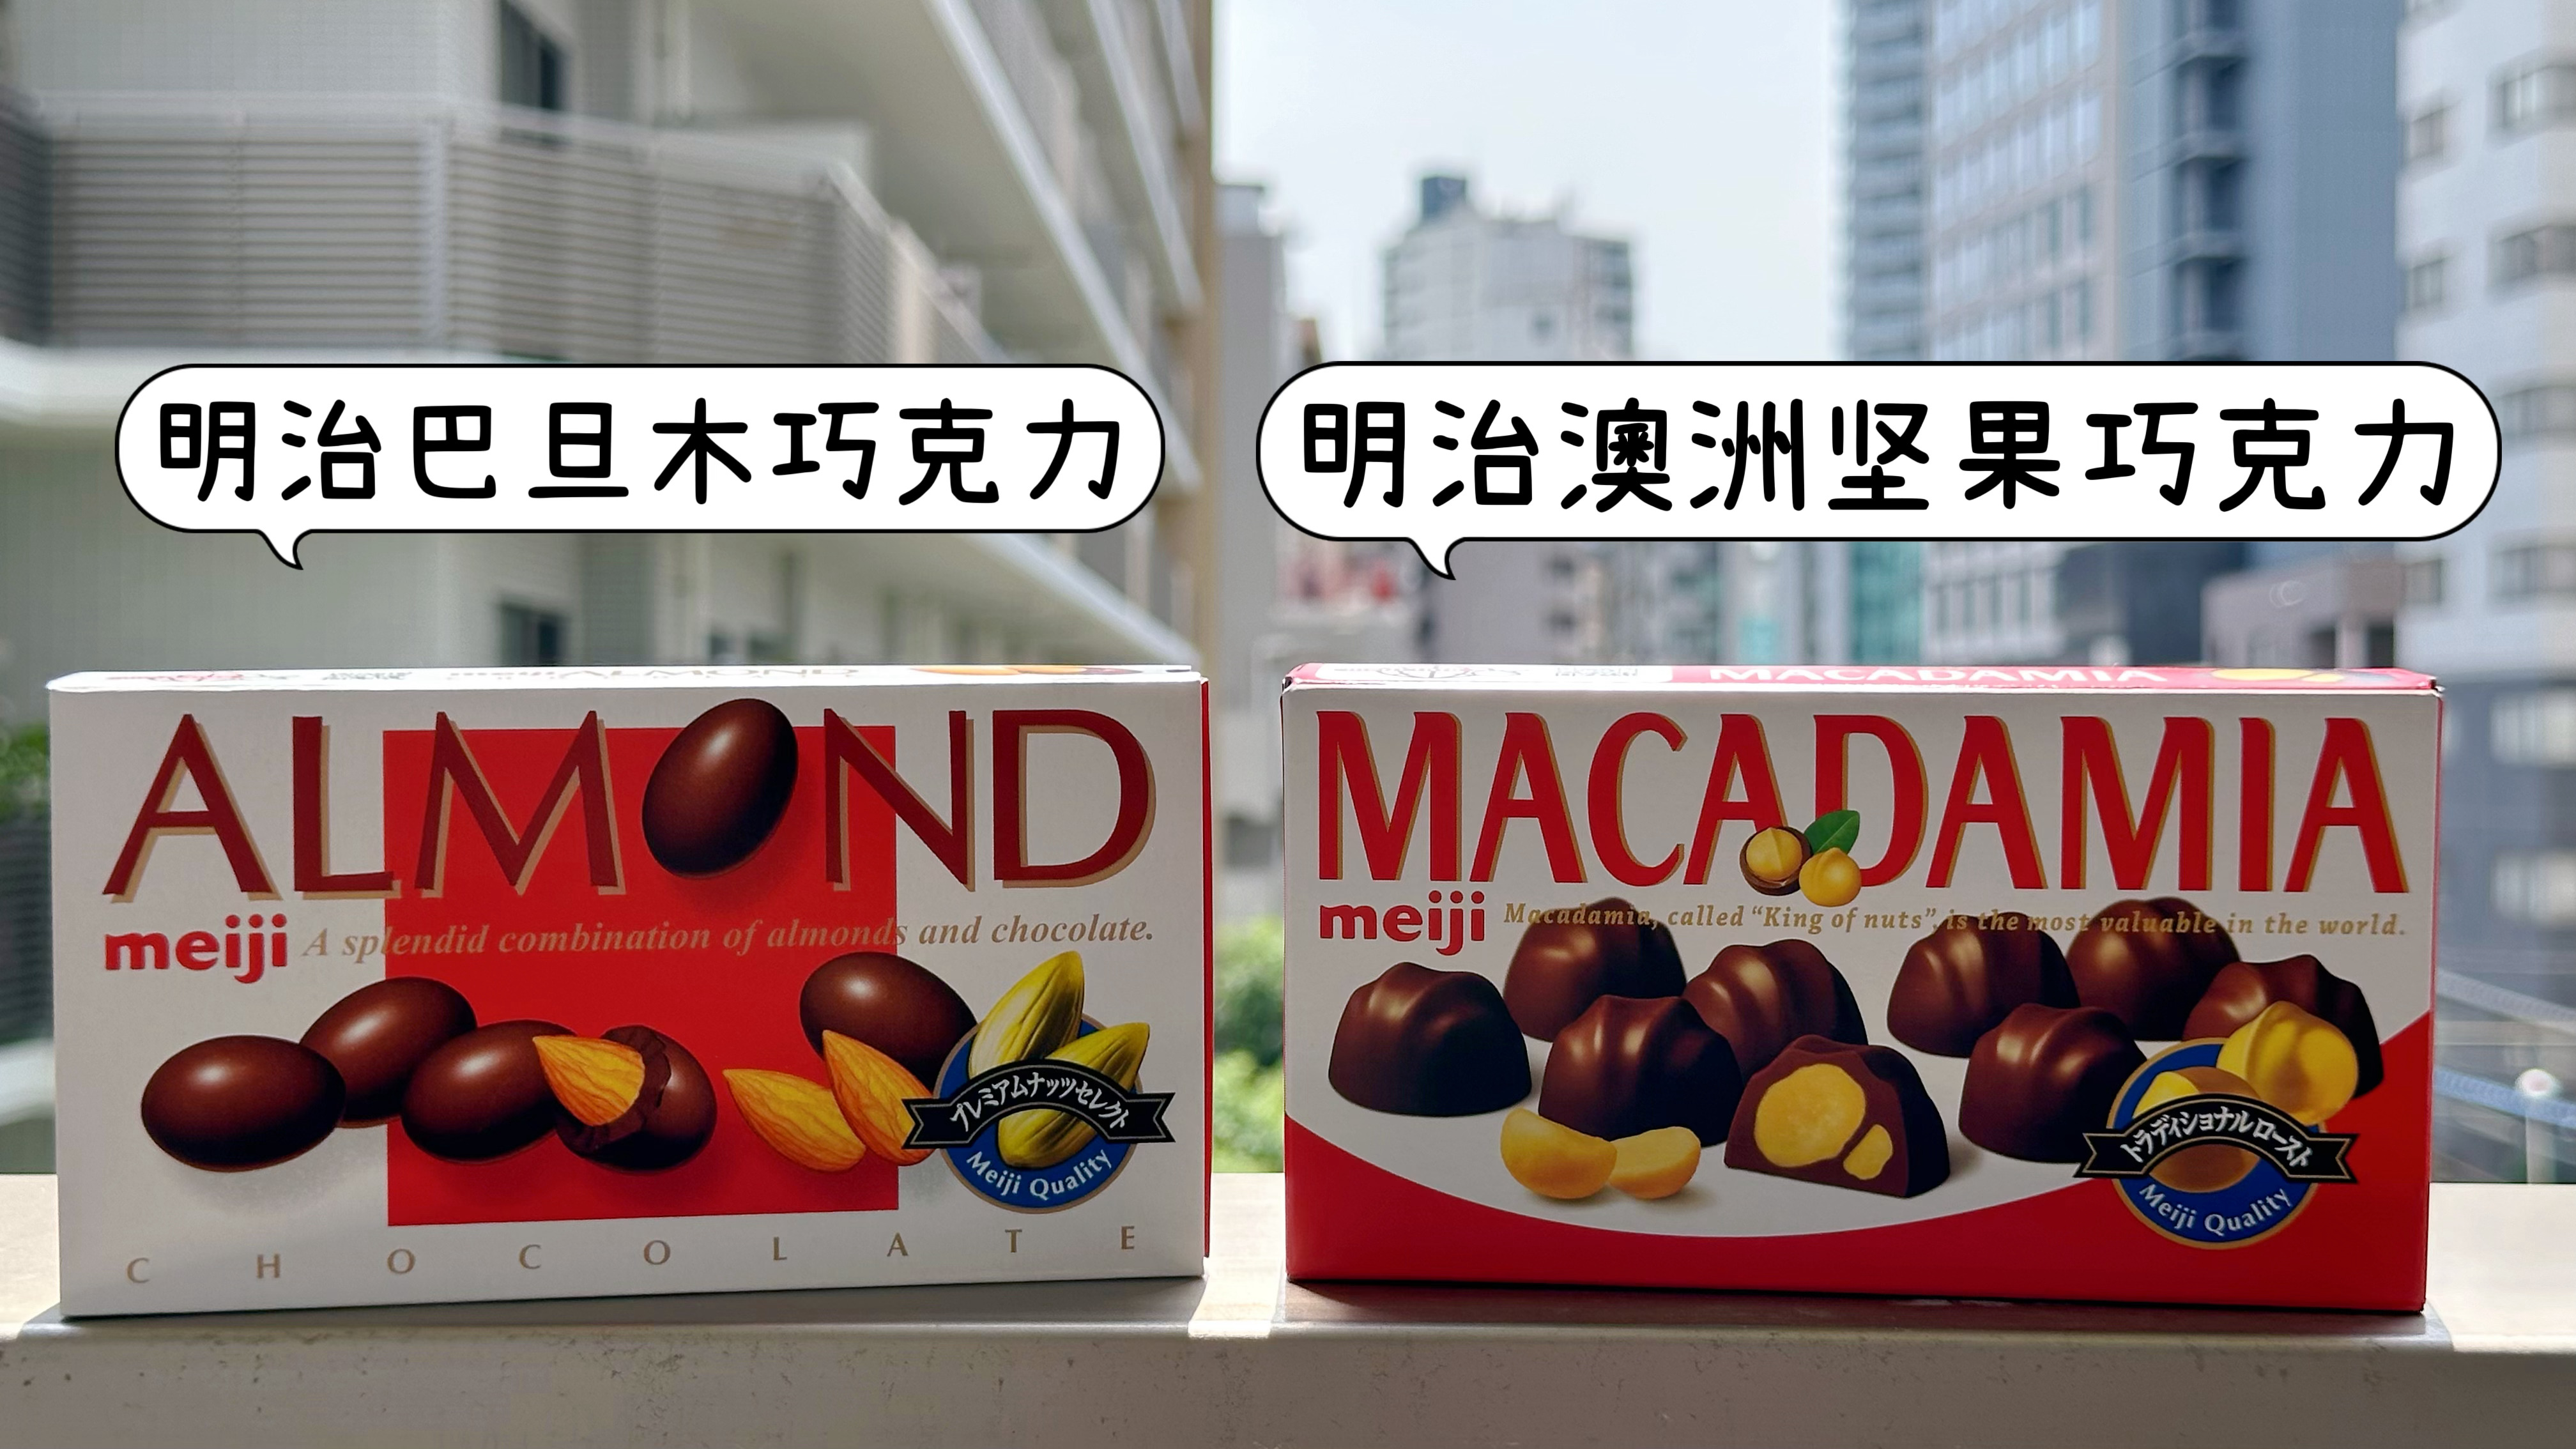 明治巴旦木巧克力
明治澳洲坚果巧克力
ALMOND
meiji A splendid combination of almonds and chocolate.
プレミアムナッツセレクト
Meiji Quality
CHOCOLATE
MACADAMIA
MACADAMIA
meiji Macadamia, called “King of nuts”, is the most valuable in the world.
トラディショナルロースト
Meiji Quality